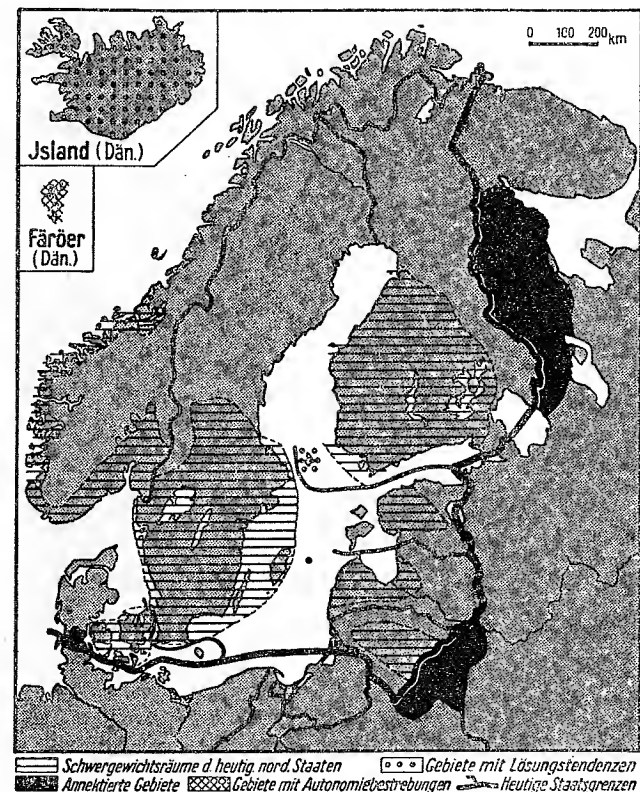 0 100 200 km
Jsland (Dän.)
Färöer
(Dän.)
Schwergewichtsräume d. heutig. nord. Staaten
Gebiete mit Lösungstendenzen
Annektierte Gebiete
Gebiete mit Autonomiebestrebungen
Heutige Staatsgrenzen